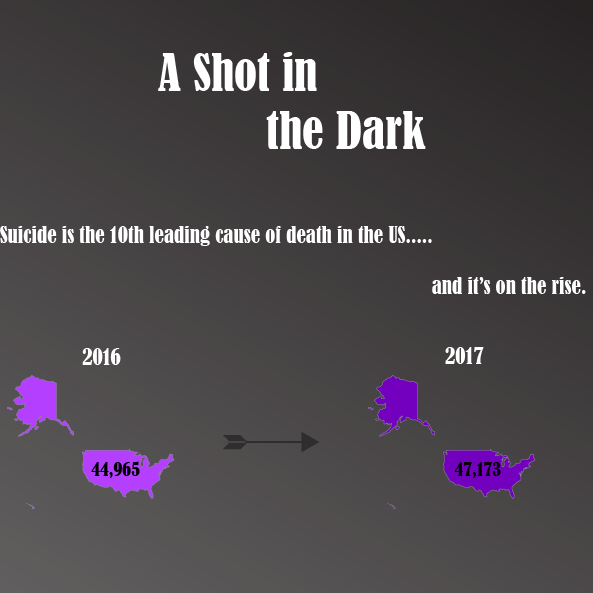 A Shot in
the Dark
Suicide is the 10th leading cause of death in the US.....
and it's on the rise.
2016
2017
44,965
47,173